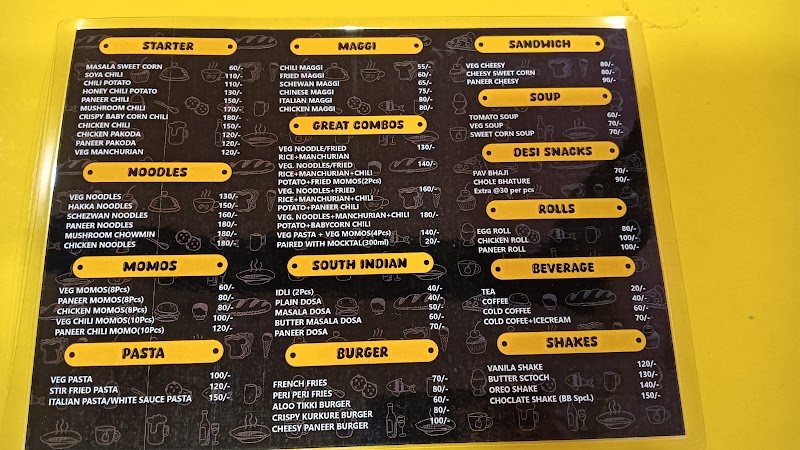 STARTER
MASALA SWEET CORN 60/-
SOYA CHILI 110/-
CHILI POTATO 110/-
HONEY CHILI POTATO 130/-
PANEER CHILI 150/-
MUSHROOM CHILI 170/-
CRISPY BABY CORN CHILI 180/-
CHICKEN CHILI 150/-
CHICKEN PAKODA 120/-
PANEER PAKODA 120/-
VEG MANCHURIAN 120/-
NOODLES
VEG NOODLES 130/-
HAKKA NOODLES 150/-
SCHEZWAN NOODLES 160/-
PANEER NOODLES 180/-
MUSHROOM CHOWMIN 180/-
CHICKEN NOODLES 180/-
MOMOS
VEG MOMOS(8Pcs) 60/-
PANEER MOMOS(8Pcs) 80/-
CHICKEN MOMOS(8Pcs) 80/-
VEG CHILI MOMOS(10Pcs) 100/-
PANEER CHILI MOMO(10Pcs) 120/-
PASTA
VEG PASTA 100/-
STIR FRIED PASTA 120/-
ITALIAN PASTA/WHITE SAUCE PASTA 150/-
MAGGI
CHILI MAGGI 55/-
FRIED MAGGI 60/-
SCHEWAN MAGGI 65/-
CHINESE MAGGI 75/-
ITALIAN MAGGI 80/-
CHICKEN MAGGI 80/-
GREAT COMBOS
VEG NOODLE/FRIED 130/-
RICE+MANCHURIAN
VEG. NOODLES/FRIED 140/-
RICE+MANCHURIAN+CHILI
POTATO+FRIED MOMOS(2Pcs)
VEG. NOODLES+FRIED 160/-
RICE+MANCHURIAN+CHILI
POTATO+PANEER CHILI
VEG. NOODLES+MANCHURIAN+CHILI 180/-
POTATO+BABYCORN CHILI
VEG PASTA + VEG MOMOS(4Pcs) 140/-
PAIRED WITH MOCKTAL(300ml) 20/-
SOUTH INDIAN
IDLI (2Pcs) 40/-
PLAIN DOSA 40/-
MASALA DOSA 50/-
BUTTER MASALA DOSA 60/-
PANEER DOSA 70/-
BURGER
FRENCH FRIES 70/-
PERI PERI FRIES 80/-
ALOO TIKKI BURGER 60/-
CRISPY KURKURE BURGER 80/-
CHEESY PANEER BURGER 100/-
SANDWICH
VEG CHEESY 80/-
CHEESY SWEET CORN 80/-
PANEER CHEESY 90/-
SOUP
TOMATO SOUP 60/-
VEG SOUP 70/-
SWEET CORN SOUP 70/-
DESI SNACKS
PAV BHAJI 70/-
CHOLE BHATURE 90/-
Extra @30 per pcs
ROLLS
EGG ROLL 80/-
CHICKEN ROLL 100/-
PANEER ROLL 100/-
BEVERAGE
TEA 20/-
COFFEE 40/-
COLD COFFEE 60/-
COLD COFEE+ICECREAM 70/-
SHAKES
VANILA SHAKE 120/-
BUTTER SCTOCH 130/-
OREO SHAKE 140/-
CHOCLATE SHAKE (BB Spcl.) 150/-